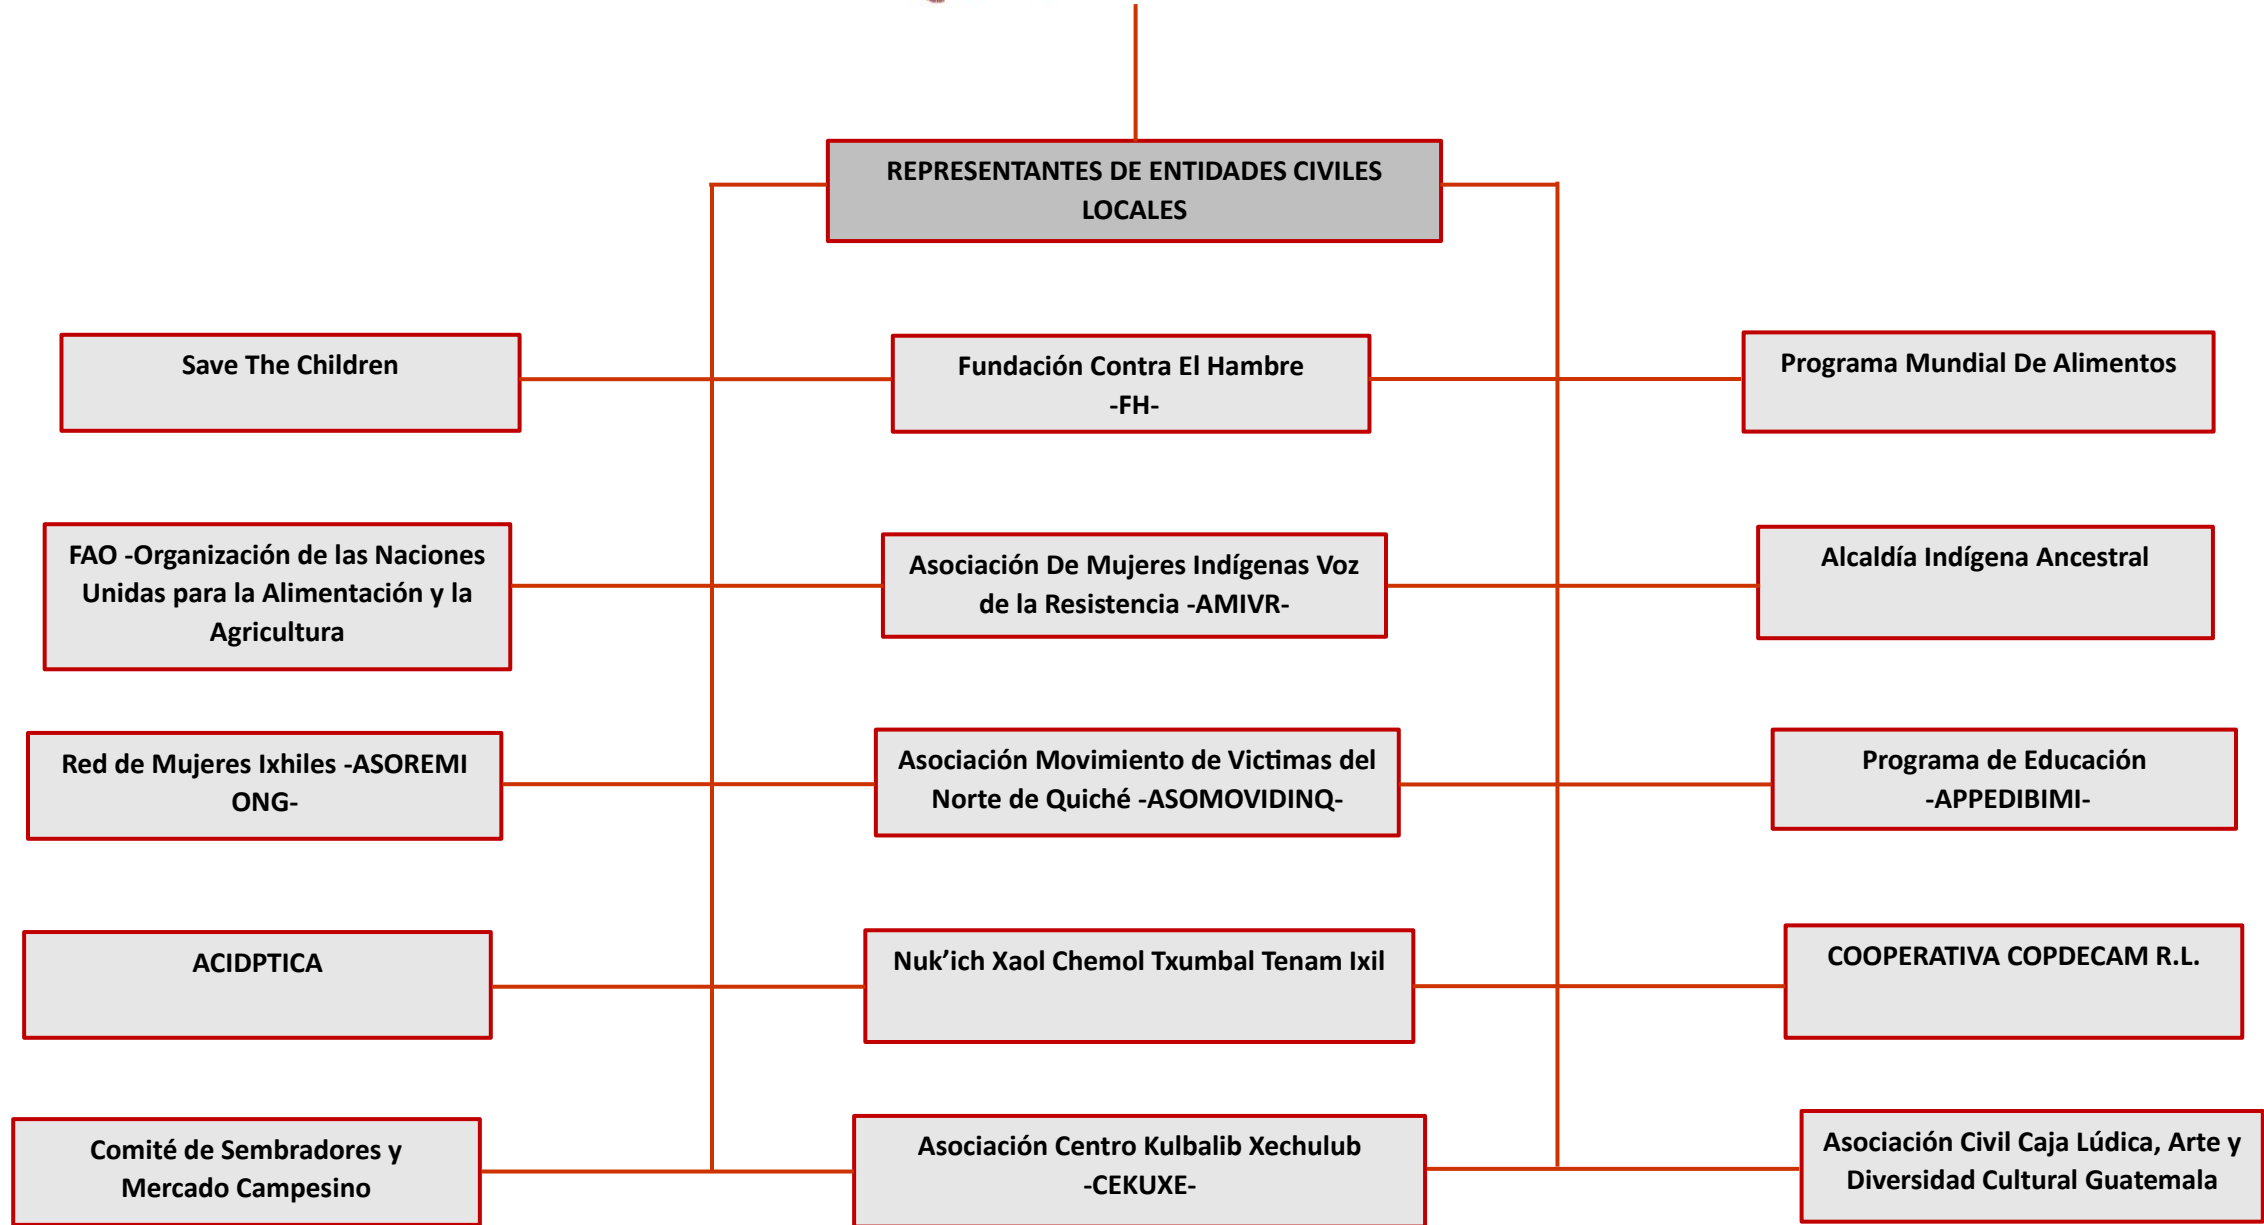 REPRESENTANTES DE ENTIDADES CIVILES
LOCALES
Save The Children
Fundación Contra El Hambre
-FH-
Programa Mundial De Alimentos
FAO -Organización de las Naciones
Unidas para la Alimentación y la
Agricultura
Asociación De Mujeres Indígenas Voz
de la Resistencia -AMIVR-
Alcaldía Indígena Ancestral
Red de Mujeres Ixhiles -ASOREMI
ONG-
Asociación Movimiento de Victimas del
Norte de Quiché -ASOMOVIDINQ-
Programa de Educación
-APPEDIBIMI-
ACIDPTICA
Nuk’ich Xaol Chemol Txumbal Tenam Ixil
COOPERATIVA COPDECAM R.L.
Comité de Sembradores y
Mercado Campesino
Asociación Centro Kulbalib Xechulub
-CEKUXE-
Asociación Civil Caja Lúdica, Arte y
Diversidad Cultural Guatemala